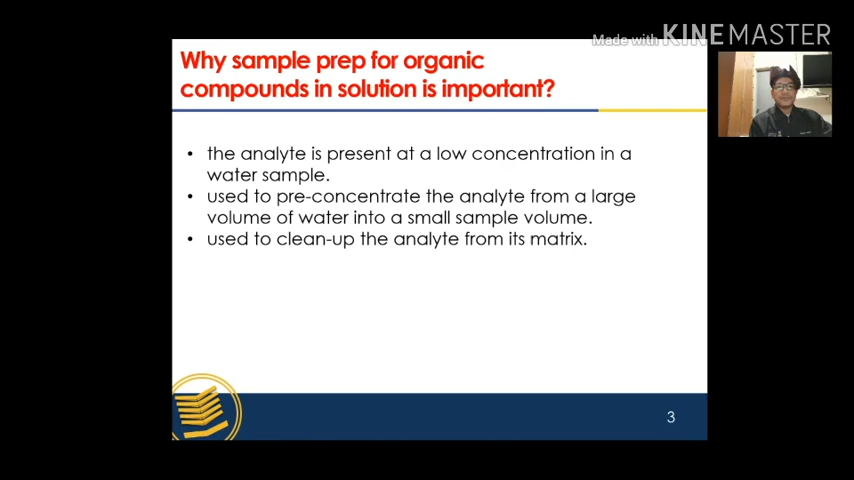 Made with KINEMASTER
Why sample prep for organic
compounds in solution is important?
• the analyte is present at a low concentration in a
water sample.
• used to pre-concentrate the analyte from a large
volume of water into a small sample volume.
• used to clean-up the analyte from its matrix.
3